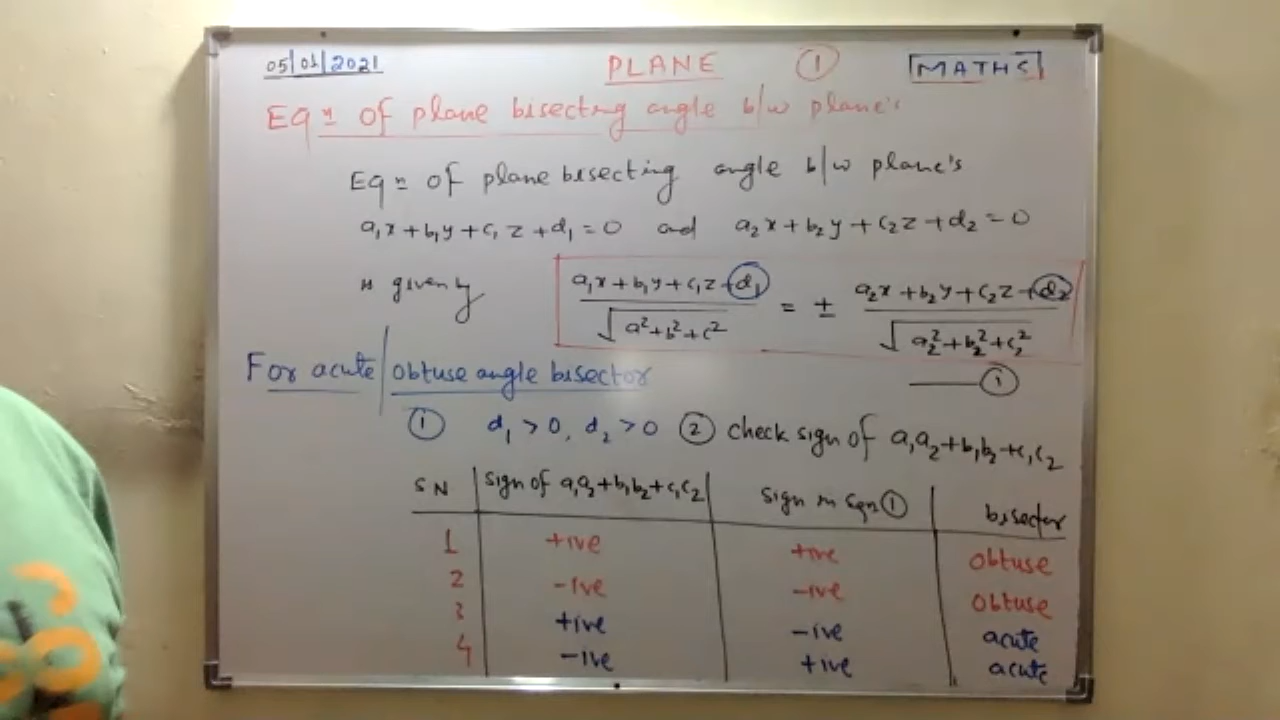 05/01/2021 PLANE ① MATHS
Eqn of plane bisecting angle b/w plane's
Eqn of plane bisecting angle b/w plane's
a₁x+b₁y+c₁z+d₁=0 and a₂x+b₂y+c₂z+d₂=0
is given by (a₁x+b₁y+c₁z+d₁)/√(a²+b²+c²) = ± (a₂x+b₂y+c₂z+d₂)/√(a₂²+b₂²+c₂²)
For acute/obtuse angle bisector ——①
① d₁>0, d₂>0 ② check sign of a₁a₂+b₁b₂+c₁c₂
SN sign of a₁a₂+b₁b₂+c₁c₂ sign in eqn① bisector
1 +ive +ive obtuse
2 -ive -ive obtuse
3 +ive -ive acute
4 -ive +ive acute